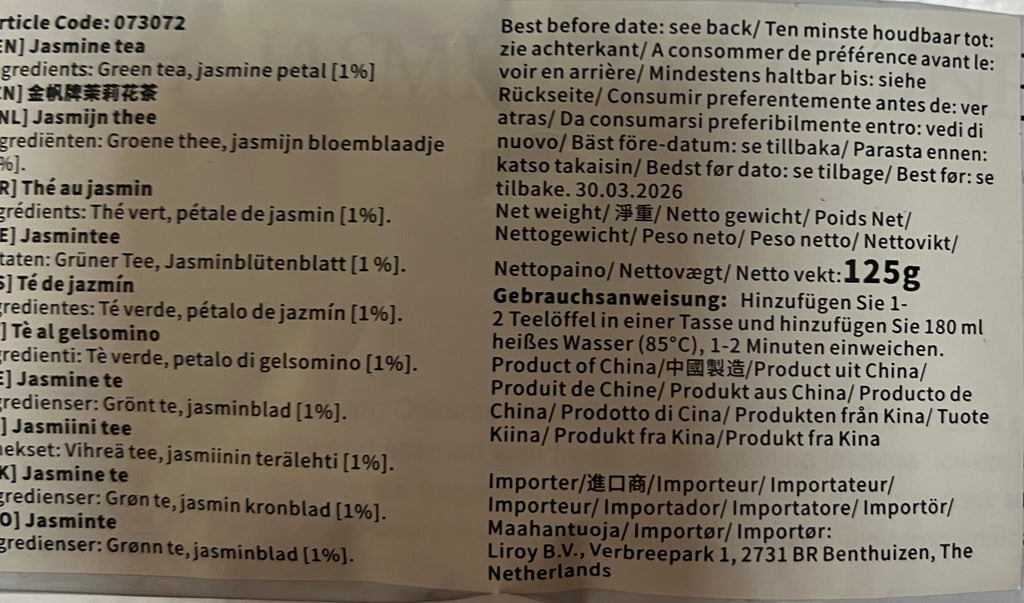 rticle Code: 073072
EN] Jasmine tea
gredients: Green tea, jasmine petal [1%]
CN] 金帆牌茉莉花茶
NL] Jasmijn thee
grediënten: Groene thee, jasmijn bloemblaadje
%].
R] Thé au jasmin
grédients: Thé vert, pétale de jasmin [1%].
E] Jasmintee
taten: Grüner Tee, Jasminblütenblatt [1 %].
S] Té de jazmín
gredientes: Té verde, pétalo de jazmín [1%].
] Tè al gelsomino
gredienti: Tè verde, petalo di gelsomino [1%].
E] Jasmine te
gredienser: Grönt te, jasminblad [1%].
] Jasmiini tee
nekset: Vihreä tee, jasmiinin terälehti [1%].
K] Jasmine te
gredienser: Grøn te, jasmin kronblad [1%].
O] Jasminte
gredienser: Grønn te, jasminblad [1%].
Best before date: see back/ Ten minste houdbaar tot:
zie achterkant/ A consommer de préférence avant le:
voir en arrière/ Mindestens haltbar bis: siehe
Rückseite/ Consumir preferentemente antes de: ver
atras/ Da consumarsi preferibilmente entro: vedi di
nuovo/ Bäst före-datum: se tillbaka/ Parasta ennen:
katso takaisin/ Bedst før dato: se tilbage/ Best før: se
tilbake. 30.03.2026
Net weight/ 淨重/ Netto gewicht/ Poids Net/
Nettogewicht/ Peso neto/ Peso netto/ Nettovikt/
Nettopaino/ Nettovægt/ Netto vekt:125g
Gebrauchsanweisung: Hinzufügen Sie 1-
2 Teelöffel in einer Tasse und hinzufügen Sie 180 ml
heißes Wasser (85°C), 1-2 Minuten einweichen.
Product of China/中國製造/Product uit China/
Produit de Chine/ Produkt aus China/ Producto de
China/ Prodotto di Cina/ Produkten från Kina/ Tuote
Kiina/ Produkt fra Kina/Produkt fra Kina
Importer/進口商/Importeur/ Importateur/
Importeur/ Importador/ Importatore/ Importör/
Maahantuoja/ Importør/ Importør:
Liroy B.V., Verbreepark 1, 2731 BR Benthuizen, The
Netherlands